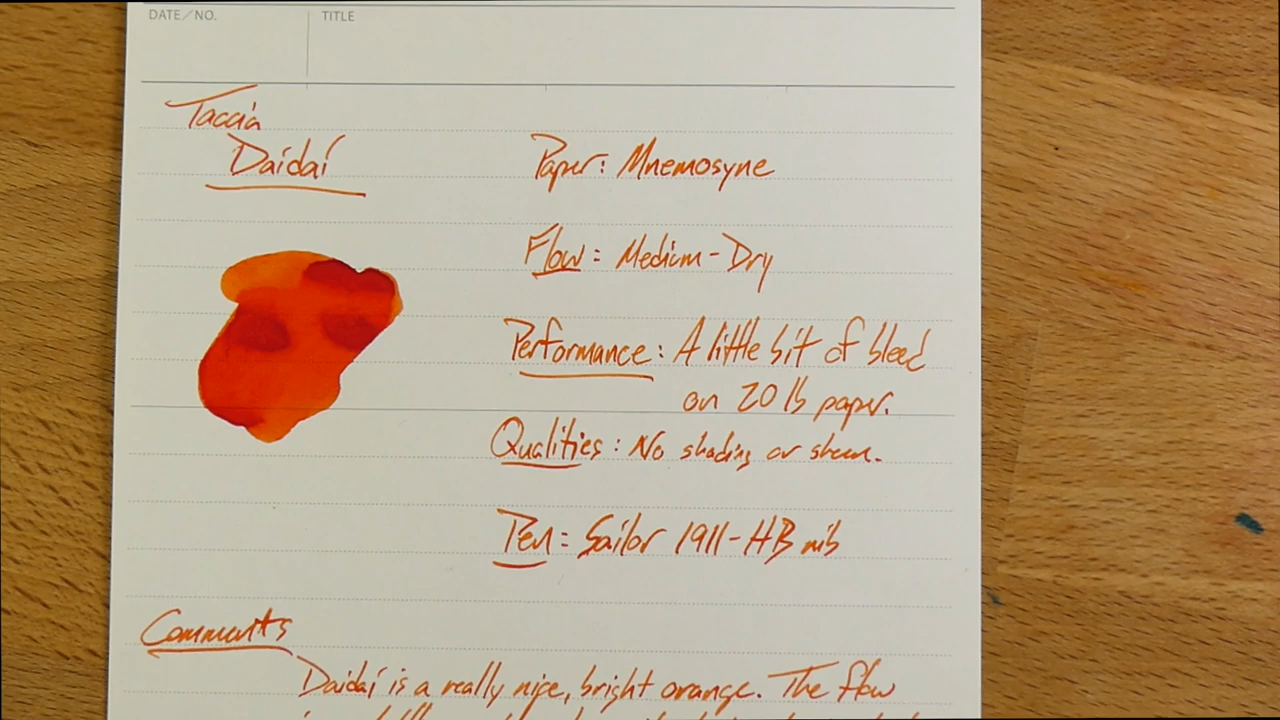 DATE/NO. TITLE
Taccia
Daidai
Paper: Mnemosyne
Flow: Medium-Dry
Performance: A little bit of bleed
on 20 lb paper.
Qualities: No shading or sheen.
Pen: Sailor 1911-HB nib
Comments
Daidai is a really nice, bright orange. The flow